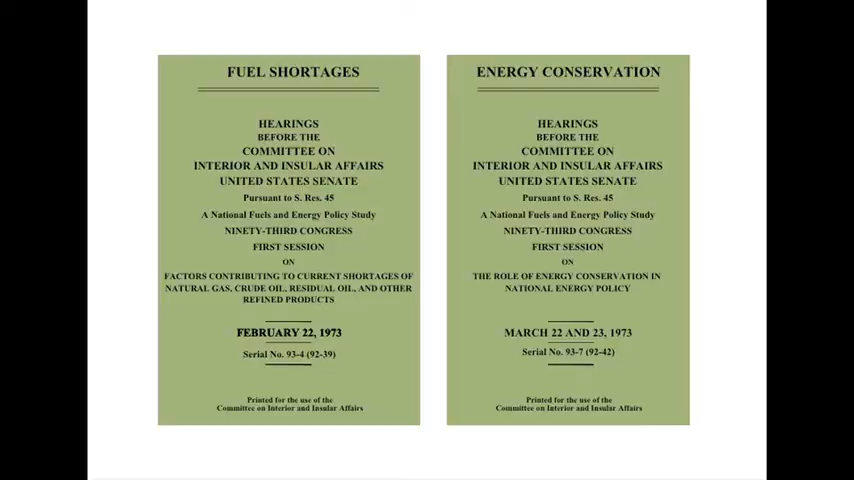 FUEL SHORTAGES
HEARINGS
BEFORE THE
COMMITTEE ON
INTERIOR AND INSULAR AFFAIRS
UNITED STATES SENATE
Pursuant to S. Res. 45
A National Fuels and Energy Policy Study
NINETY-THIRD CONGRESS
FIRST SESSION
ON
FACTORS CONTRIBUTING TO CURRENT SHORTAGES OF
NATURAL GAS, CRUDE OIL, RESIDUAL OIL, AND OTHER
REFINED PRODUCTS
FEBRUARY 22, 1973
Serial No. 93-4 (92-39)
Printed for the use of the
Committee on Interior and Insular Affairs
ENERGY CONSERVATION
HEARINGS
BEFORE THE
COMMITTEE ON
INTERIOR AND INSULAR AFFAIRS
UNITED STATES SENATE
Pursuant to S. Res. 45
A National Fuels and Energy Policy Study
NINETY-THIRD CONGRESS
FIRST SESSION
ON
THE ROLE OF ENERGY CONSERVATION IN
NATIONAL ENERGY POLICY
MARCH 22 AND 23, 1973
Serial No. 93-7 (92-42)
Printed for the use of the
Committee on Interior and Insular Affairs